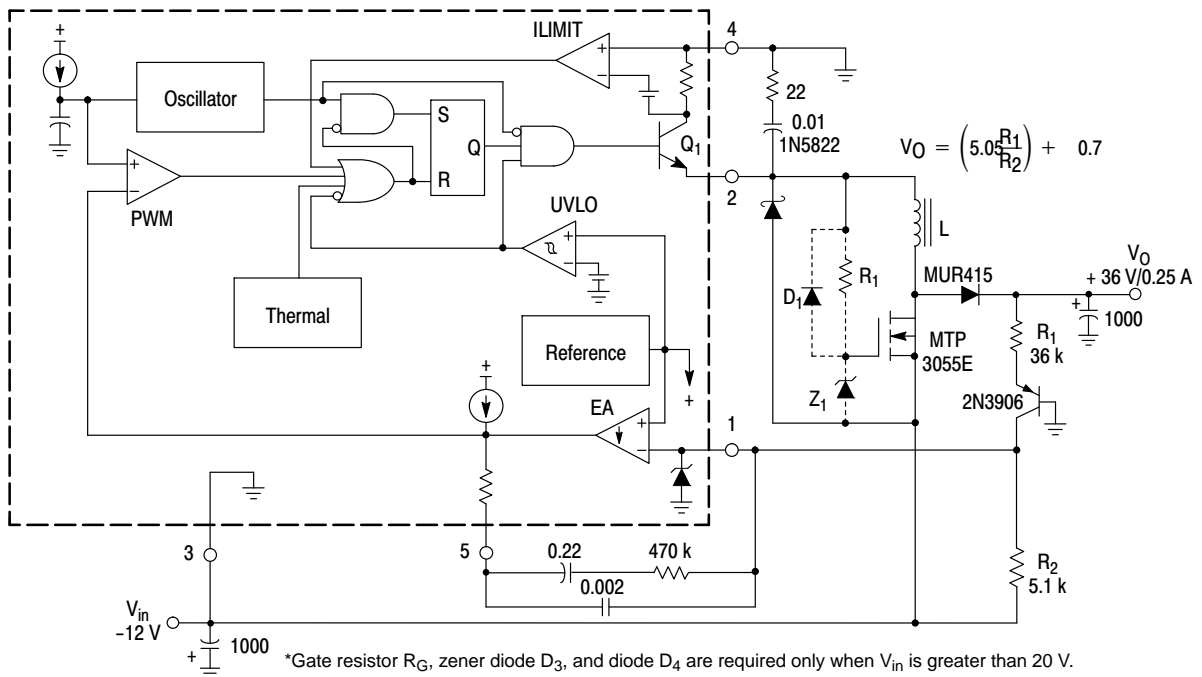 ILIMIT
+
−
4
+
Oscillator
22
0.01
1N5822
S
Q
R
Q1
VO = (5.05 R1/R2) + 0.7
+
−
PWM
2
UVLO
+
−
L
Thermal
D1
R1
MUR415
VO
+ 36 V/0.25 A
+
1000
Reference
+
MTP
3055E
R1
36 k
+
Z1
2N3906
EA
+
−
1
3
5
0.22
470 k
0.002
R2
5.1 k
Vin
−12 V
+
1000
*Gate resistor RG, zener diode D3, and diode D4 are required only when Vin is greater than 20 V.